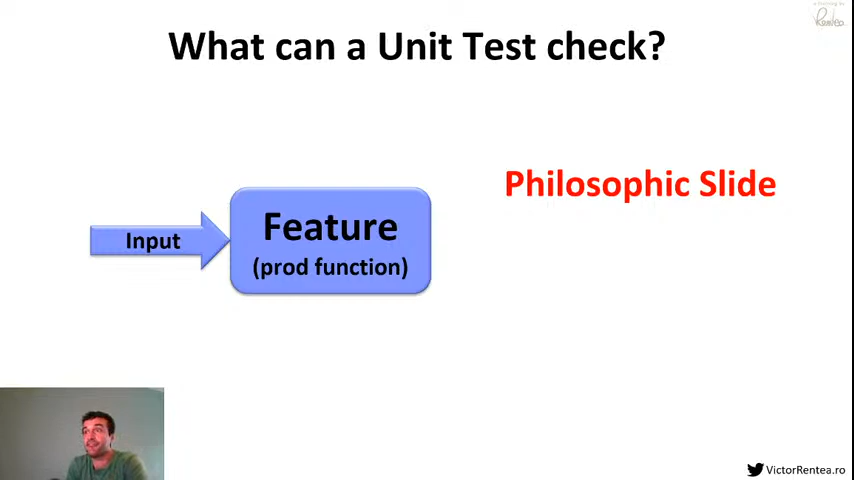 What can a Unit Test check?
Philosophic Slide
Input
Feature
(prod function)
VictorRentea.ro